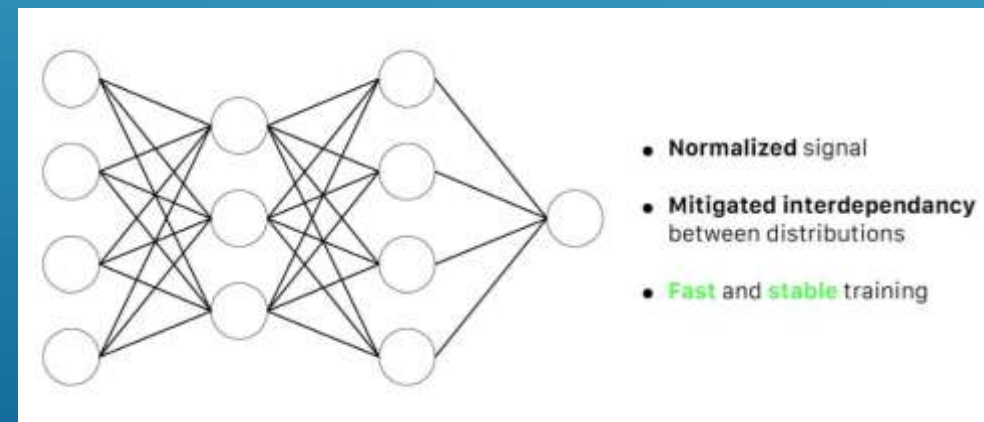 • Normalized signal
• Mitigated interdependancy
between distributions
• Fast and stable training